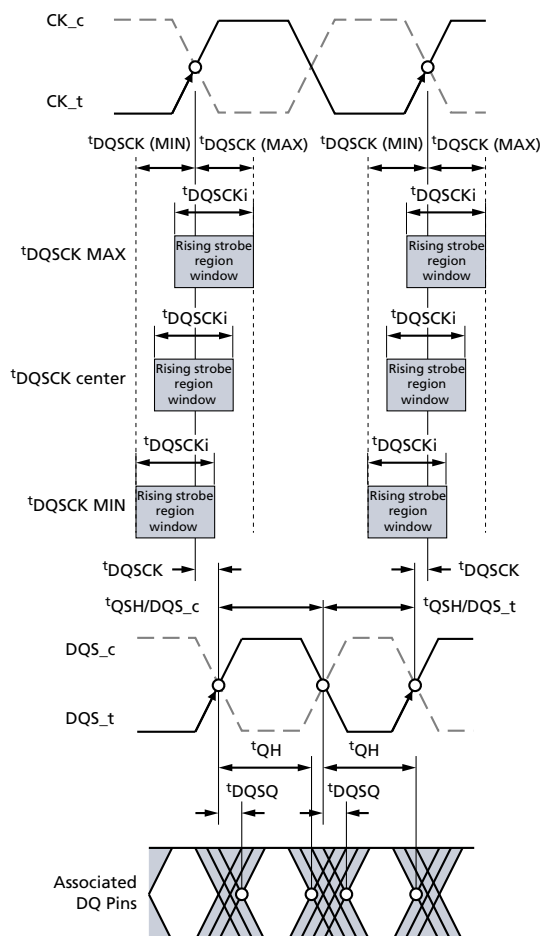 CK_c
CK_t
tDQSCK (MIN) tDQSCK (MAX) tDQSCK (MIN) tDQSCK (MAX)
tDQSCKi tDQSCKi
tDQSCK MAX
Rising strobe
region
window
Rising strobe
region
window
tDQSCKi tDQSCKi
tDQSCK center
Rising strobe
region
window
Rising strobe
region
window
tDQSCKi tDQSCKi
tDQSCK MIN
Rising strobe
region
window
Rising strobe
region
window
tDQSCK tDQSCK
tQSH/DQS_c tQSH/DQS_t
DQS_c
DQS_t
tQH tQH
tDQSQ tDQSQ
Associated
DQ Pins